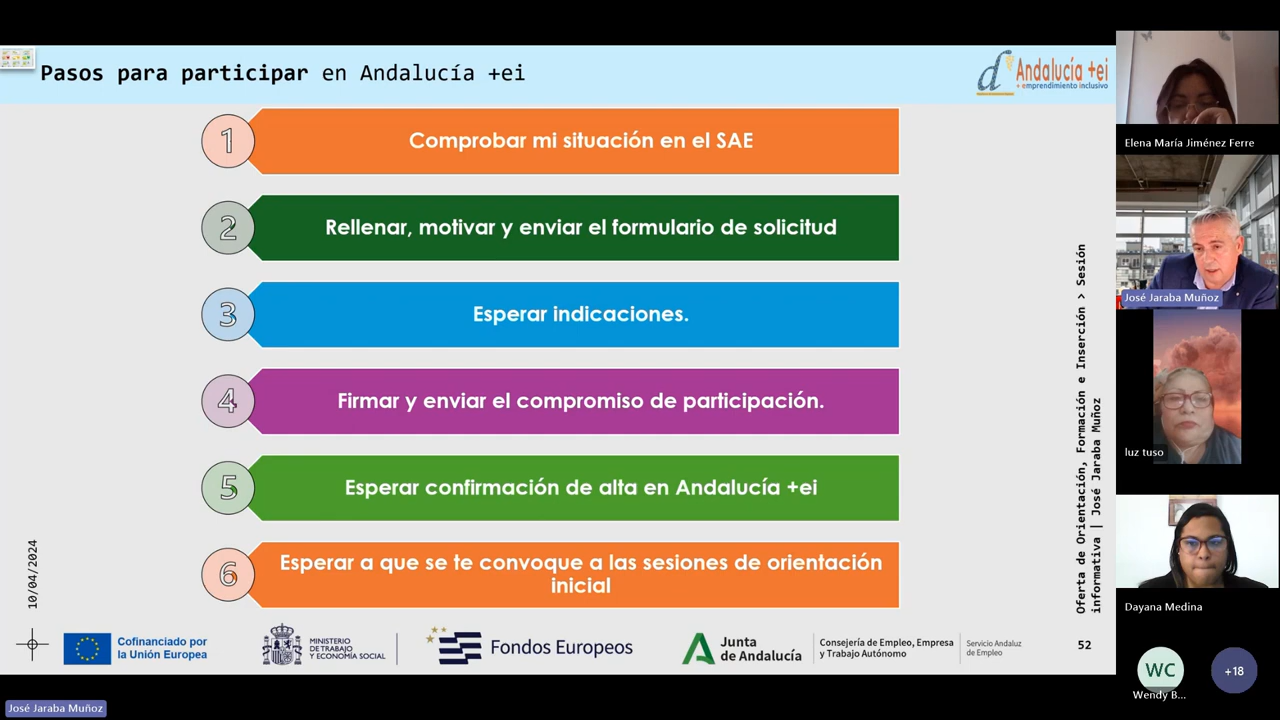 Pasos para participar en Andalucía +ei
Andalucía +ei
+ emprendimiento inclusivo
1
Comprobar mi situación en el SAE
2
Rellenar, motivar y enviar el formulario de solicitud
3
Esperar indicaciones.
4
Firmar y enviar el compromiso de participación.
5
Esperar confirmación de alta en Andalucía +ei
6
Esperar a que se te convoque a las sesiones de orientación
inicial
10/04/2024
Oferta de Orientación, Formación e Inserción > Sesión
informativa | José Jaraba Muñoz
Cofinanciado por
la Unión Europea
MINISTERIO
DE TRABAJO
Y ECONOMÍA SOCIAL
Fondos Europeos
Junta
de Andalucía
Consejería de Empleo, Empresa
y Trabajo Autónomo
Servicio Andaluz
de Empleo
52
Elena María Jiménez Ferre
José Jaraba Muñoz
luz tuso
Dayana Medina
WC
Wendy B...
+18
José Jaraba Muñoz